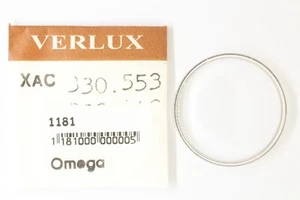 VERLUX
XAC 330.553
1181
1181000000005
Omega